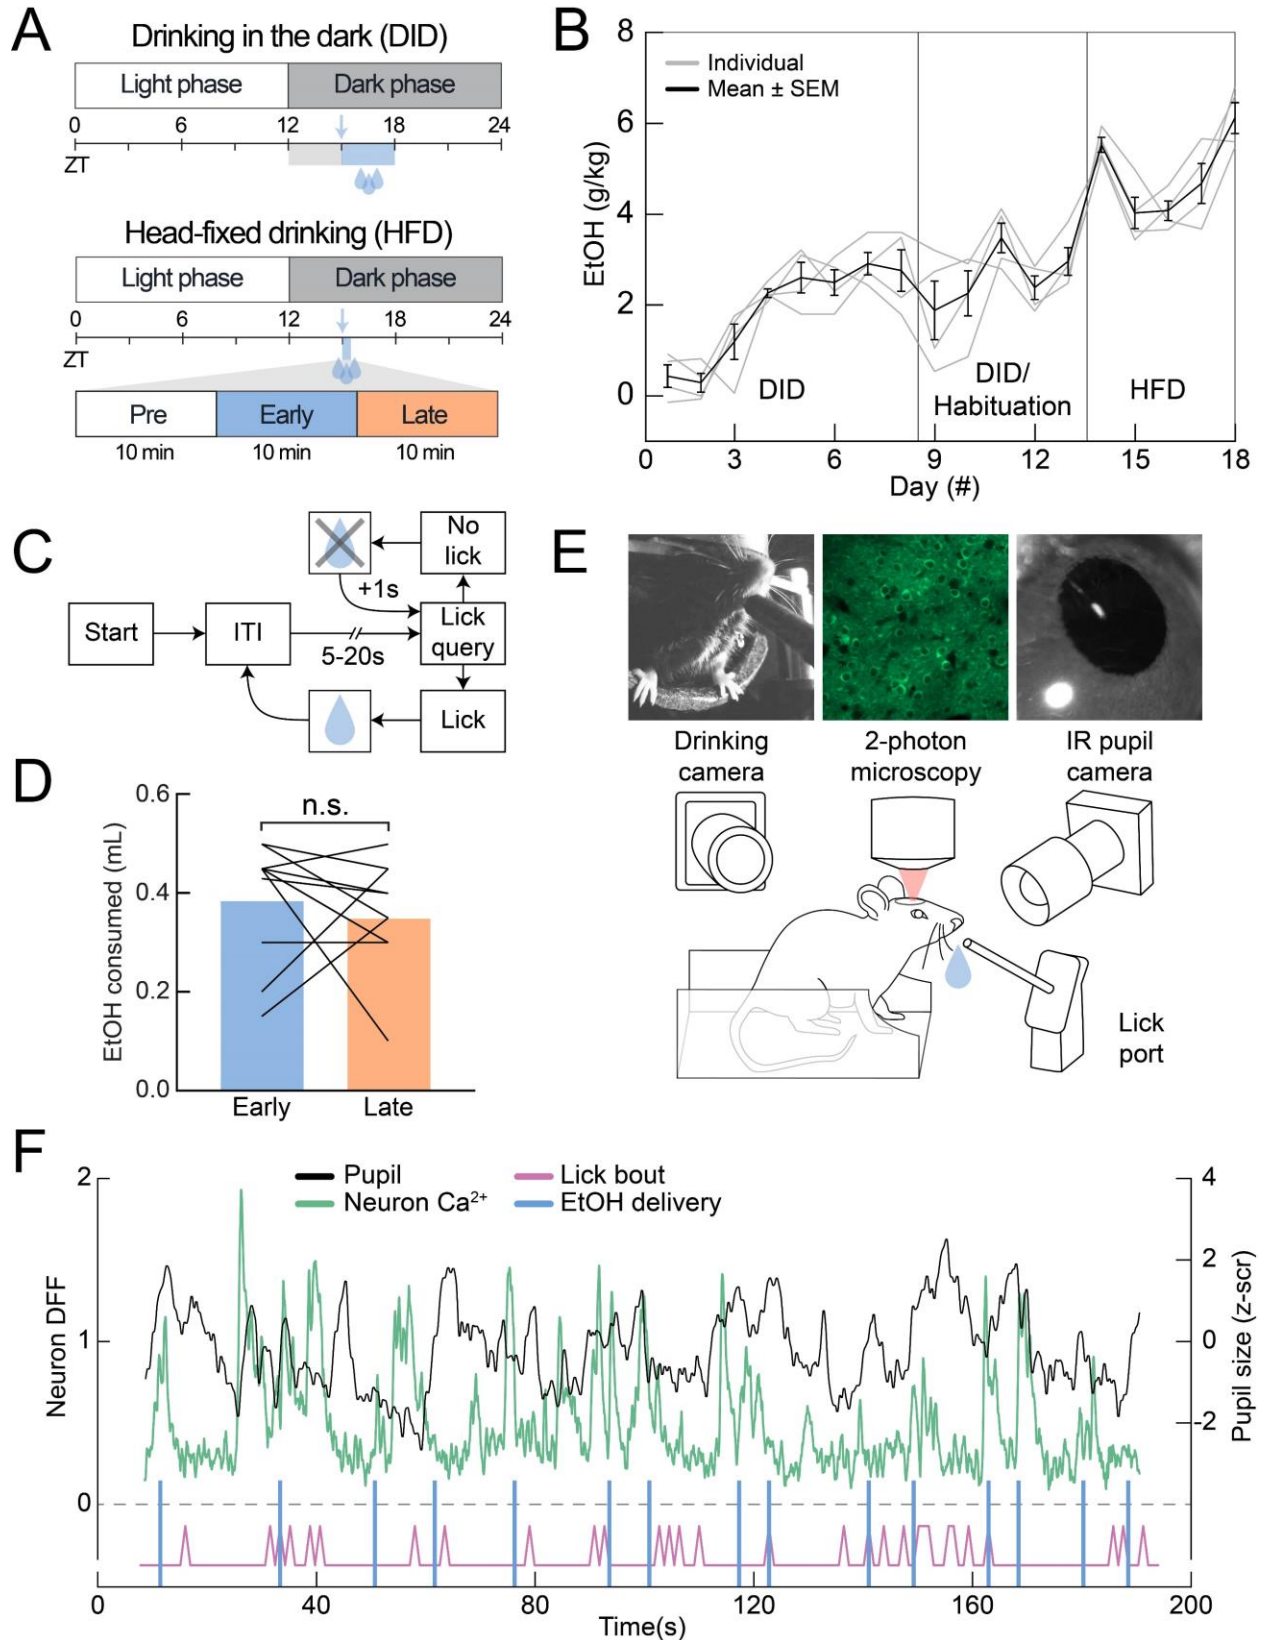 A
Drinking in the dark (DID)
Light phase Dark phase
0 6 12 18 24
ZT
Head-fixed drinking (HFD)
Light phase Dark phase
0 6 12 18 24
ZT
Pre Early Late
10 min 10 min 10 min
B
8
6
4
2
0
EtOH (g/kg)
Individual
Mean ± SEM
DID
DID/
Habituation
HFD
0 3 6 9 12 15 18
Day (#)
C
Start
ITI
5-20s
Lick
query
No
lick
+1s
Lick
D
0.6
0.4
0.2
0.0
EtOH consumed (mL)
n.s.
Early Late
E
Drinking
camera
2-photon
microscopy
IR pupil
camera
Lick
port
F
Pupil
Neuron Ca²⁺
Lick bout
EtOH delivery
2
1
0
Neuron DFF
4
2
0
-2
Pupil size (z-scr)
0 40 80 120 160 200
Time(s)